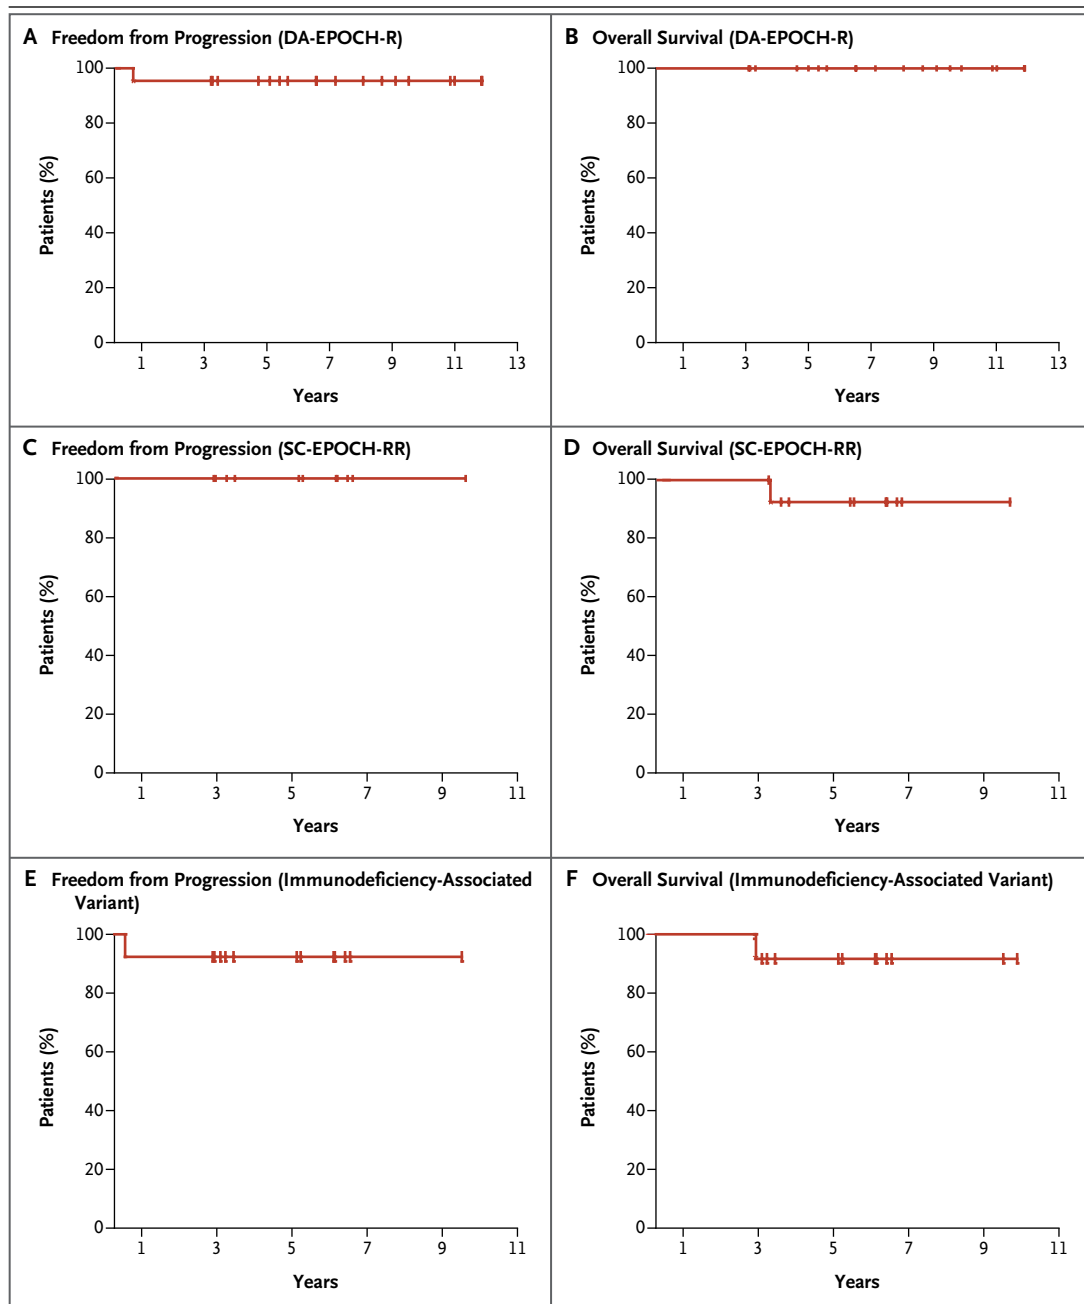 A Freedom from Progression (DA-EPOCH-R)
100
80
60
40
20
0
Patients (%)
1 3 5 7 9 11 13
Years
B Overall Survival (DA-EPOCH-R)
100
80
60
40
20
0
Patients (%)
1 3 5 7 9 11 13
Years
C Freedom from Progression (SC-EPOCH-RR)
100
80
60
40
20
0
Patients (%)
1 3 5 7 9 11
Years
D Overall Survival (SC-EPOCH-RR)
100
80
60
40
20
0
Patients (%)
1 3 5 7 9 11
Years
E Freedom from Progression (Immunodeficiency-Associated
Variant)
100
80
60
40
20
0
Patients (%)
1 3 5 7 9 11
Years
F Overall Survival (Immunodeficiency-Associated Variant)
100
80
60
40
20
0
Patients (%)
1 3 5 7 9 11
Years